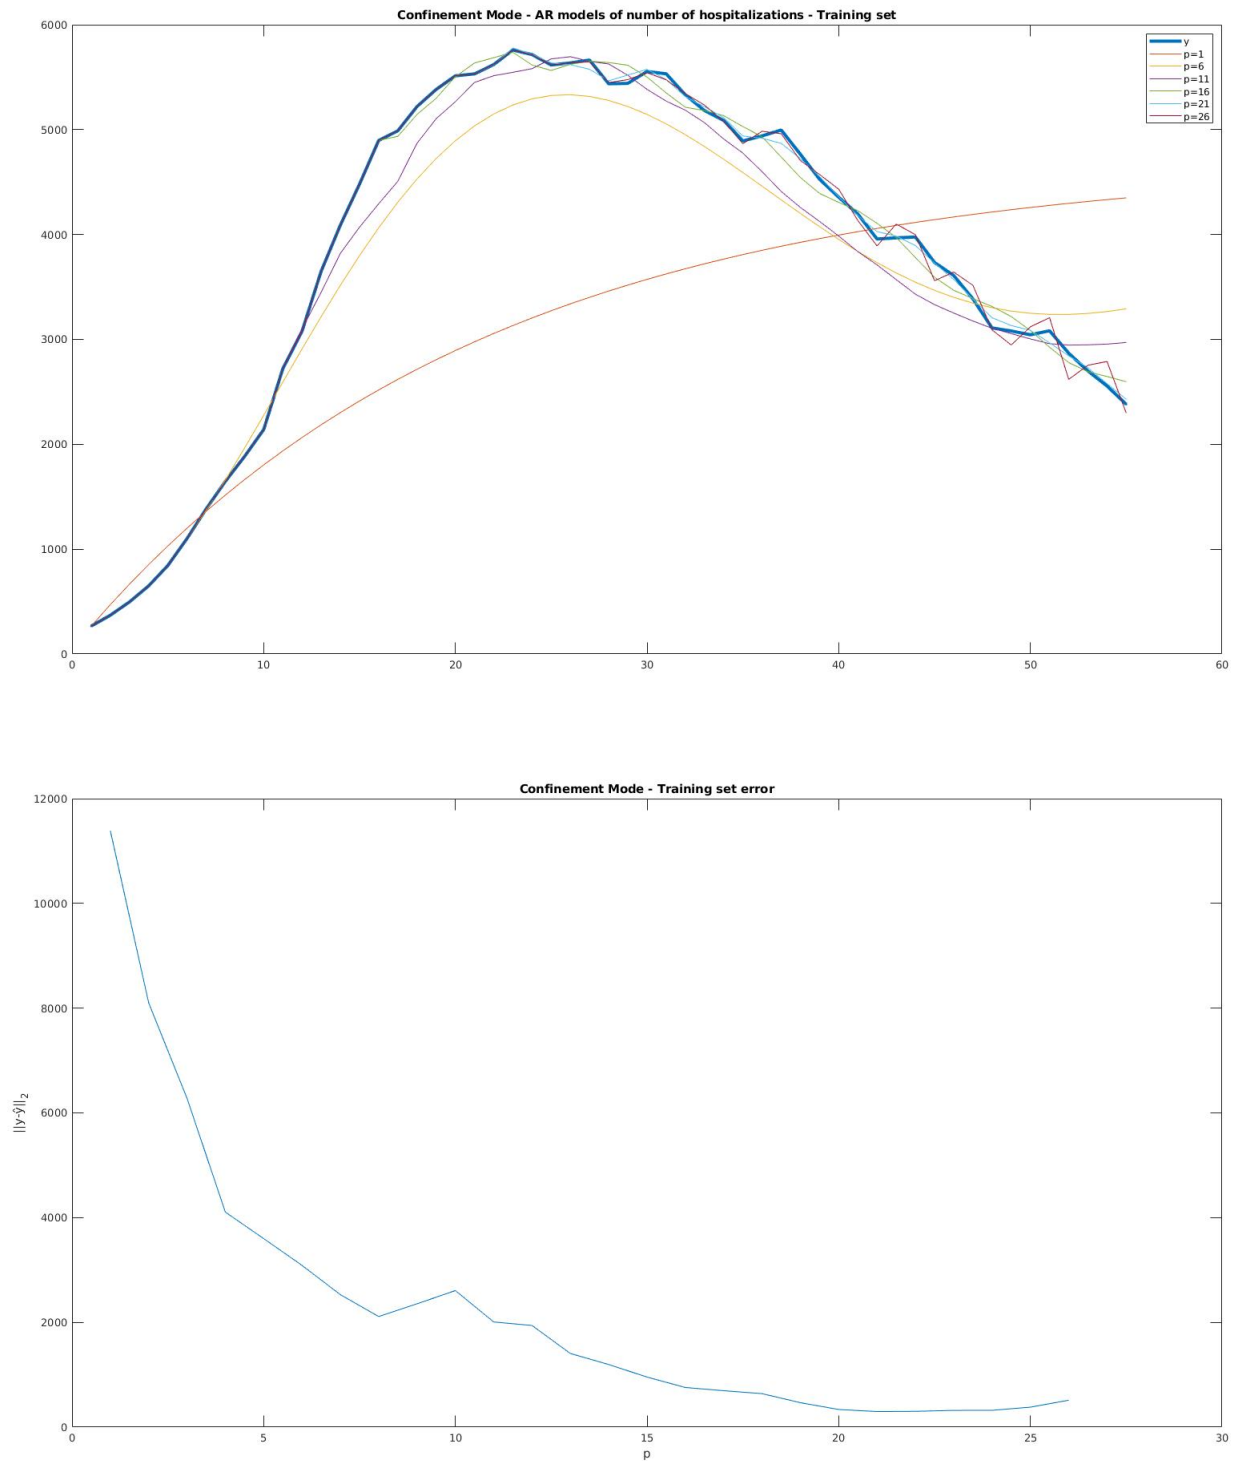 Confinement Mode - AR models of number of hospitalizations - Training set
6000
5000
4000
3000
2000
1000
0
0 10 20 30 40 50 60
y
p=1
p=6
p=11
p=16
p=21
p=26
Confinement Mode - Training set error
12000
10000
8000
6000
4000
2000
0
||y-ŷ||₂
0 5 10 15 20 25 30
p